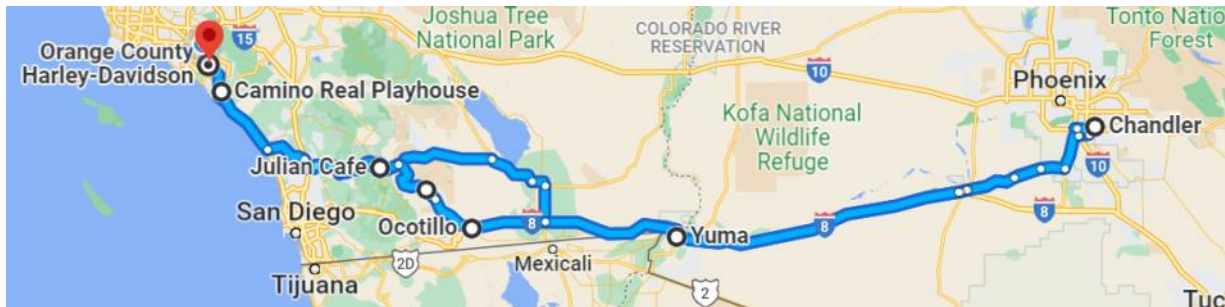 Joshua Tree
National Park
COLORADO RIVER
RESERVATION
Tonto Natio
Forest
15
Orange County
Harley-Davidson
10
Phoenix
Camino Real Playhouse
Kofa National
Wildlife
Refuge
Chandler
10
Julian Cafe
San Diego
Ocotillo
8
Yuma
8
8
Tijuana
2D
Mexicali
2
Tuc